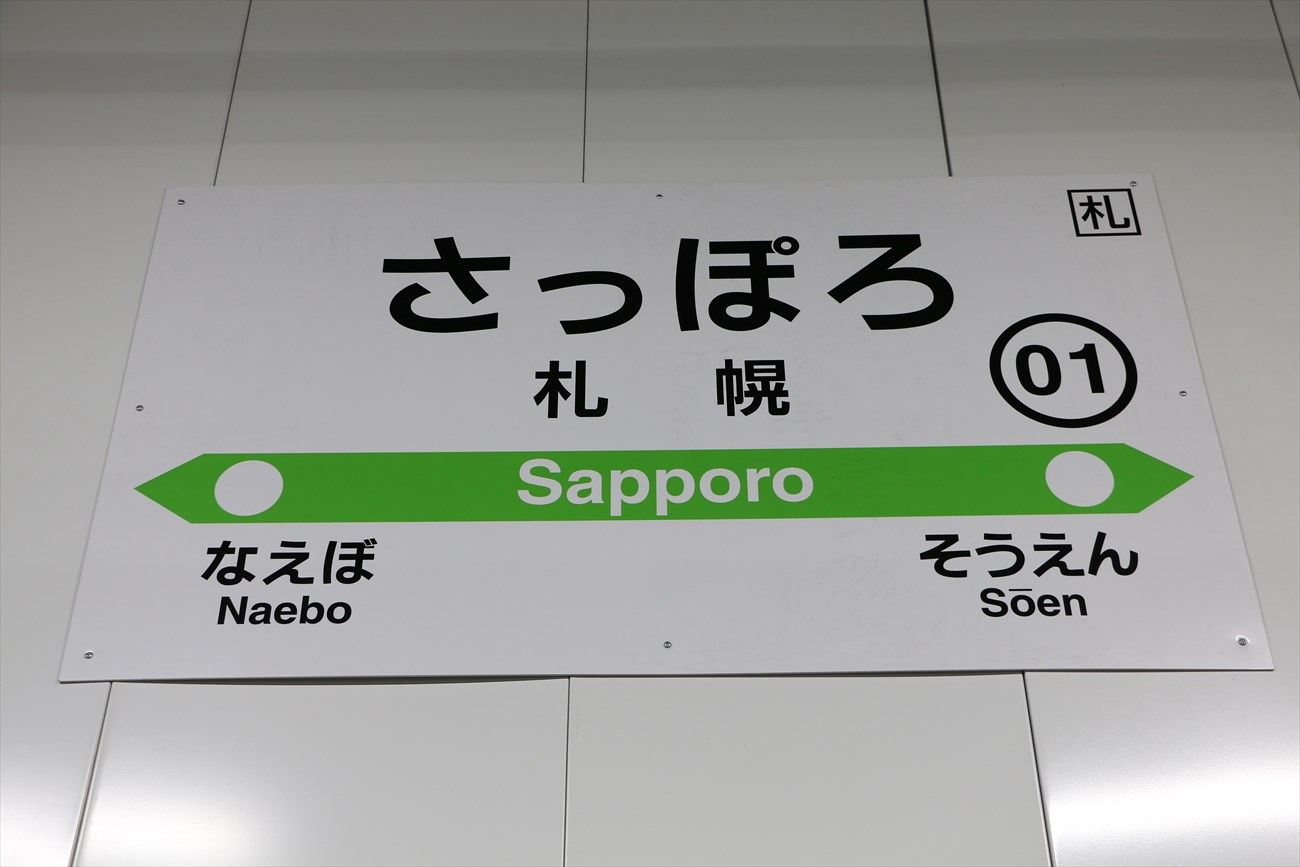 札
さっぽろ
01
札 幌
Sapporo
なえぼ
Naebo
そうえん
Sōen